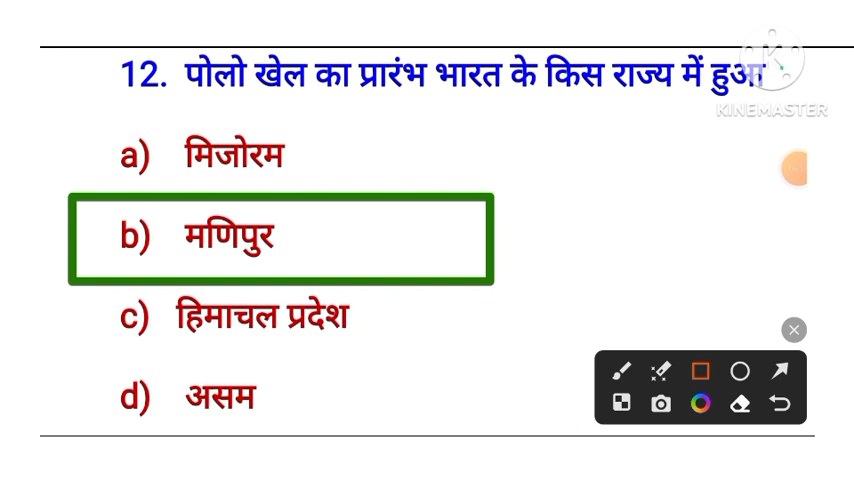 12. पोलो खेल का प्रारंभ भारत के किस राज्य में हुआ
KINEMASTER
a) मिजोरम
b) मणिपुर
c) हिमाचल प्रदेश
d) असम